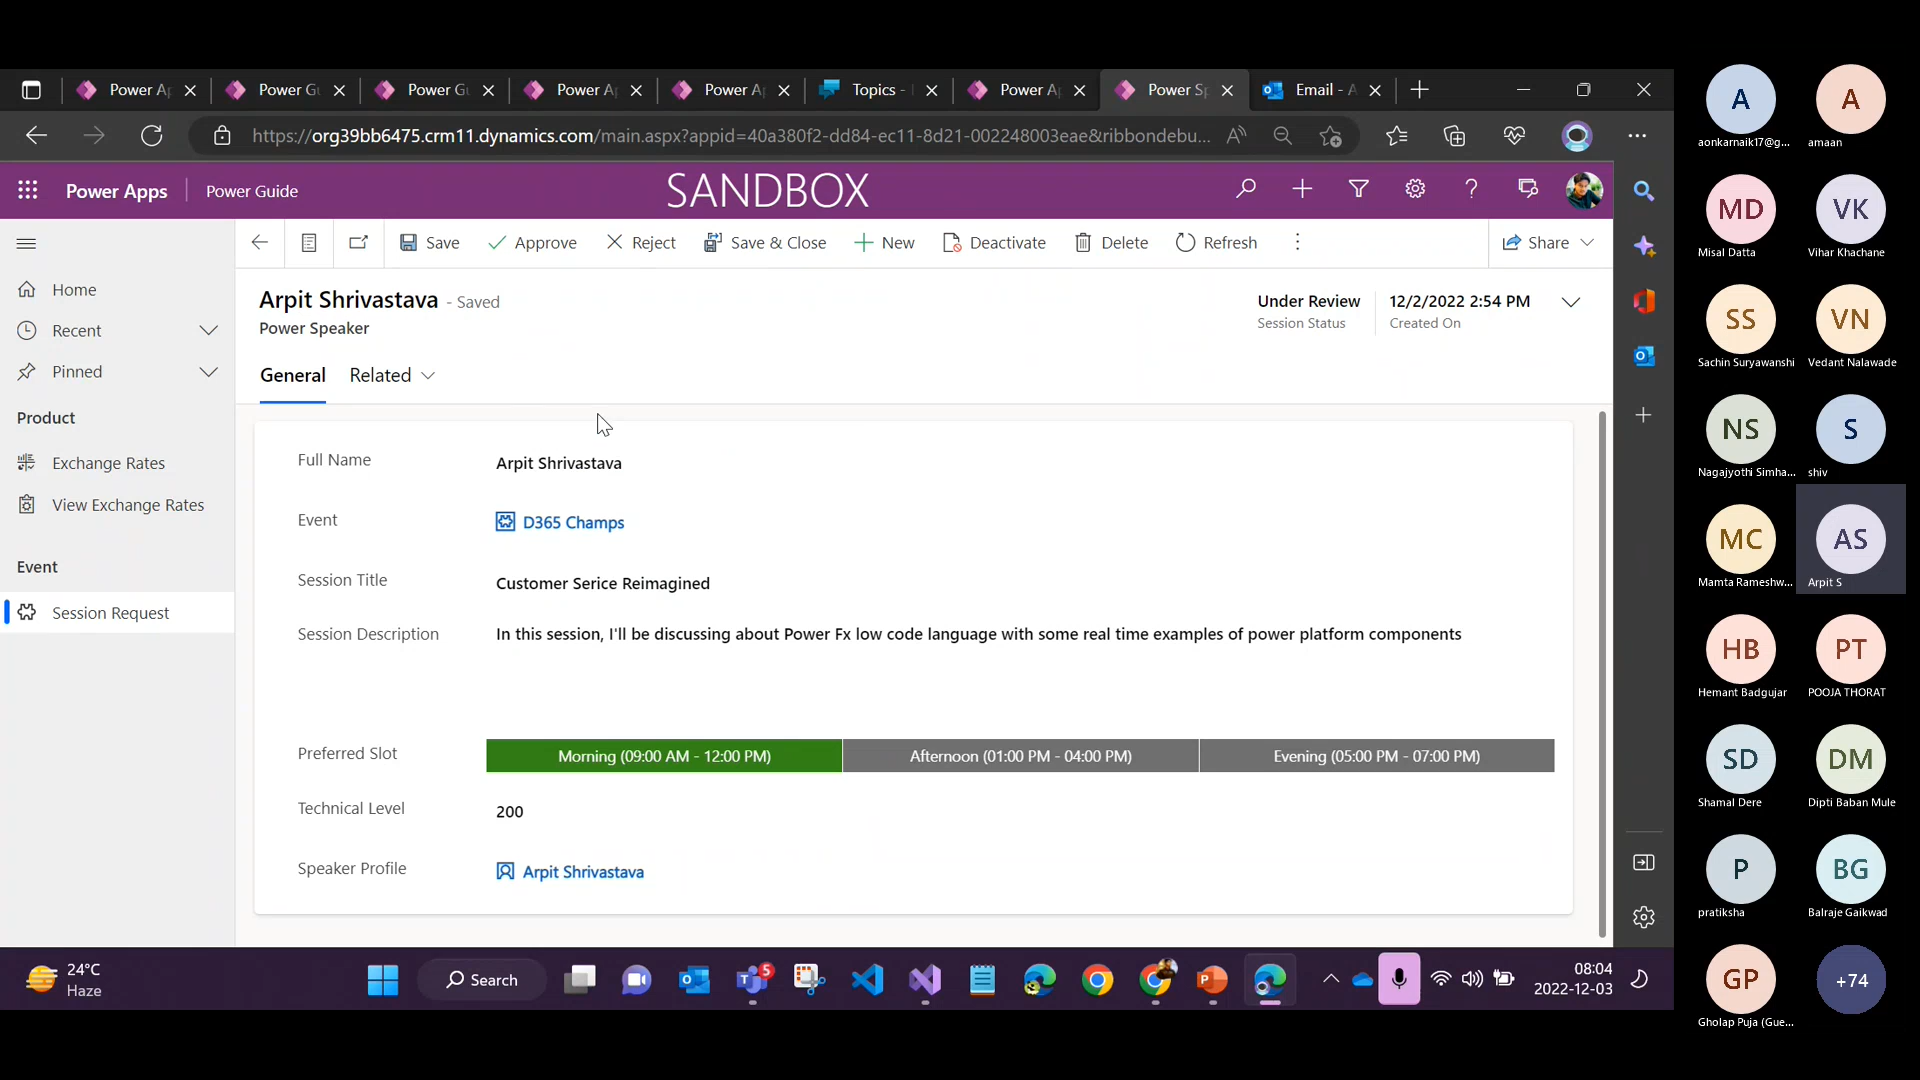 Power A
Power G
Power G
Power A
Power A
Topics -
Power A
Power S
Email - A
https://org39bb6475.crm11.dynamics.com/main.aspx?appid=40a380f2-dd84-ec11-8d21-002248003eae&ribbondebu...
Power Apps
Power Guide
SANDBOX
Save
Approve
Reject
Save & Close
New
Deactivate
Delete
Refresh
Share
Home
Recent
Pinned
Product
Exchange Rates
View Exchange Rates
Event
Session Request
Arpit Shrivastava - Saved
Power Speaker
Under Review
Session Status
12/2/2022 2:54 PM
Created On
General
Related
Full Name
Arpit Shrivastava
Event
D365 Champs
Session Title
Customer Serice Reimagined
Session Description
In this session, I'll be discussing about Power Fx low code language with some real time examples of power platform components
Preferred Slot
Morning (09:00 AM - 12:00 PM)
Afternoon (01:00 PM - 04:00 PM)
Evening (05:00 PM - 07:00 PM)
Technical Level
200
Speaker Profile
Arpit Shrivastava
24°C
Haze
Search
5
08:04
2022-12-03
A
aonkarnaik17@g...
A
amaan
MD
Misal Datta
VK
Vihar Khachane
SS
Sachin Suryawanshi
VN
Vedant Nalawade
NS
Nagajyothi Simha...
S
shiv
MC
Mamta Rameshw...
AS
Arpit S
HB
Hemant Badgujar
PT
POOJA THORAT
SD
Shamal Dere
DM
Dipti Baban Mule
P
pratiksha
BG
Balraje Gaikwad
GP
Gholap Puja (Gue...
+74